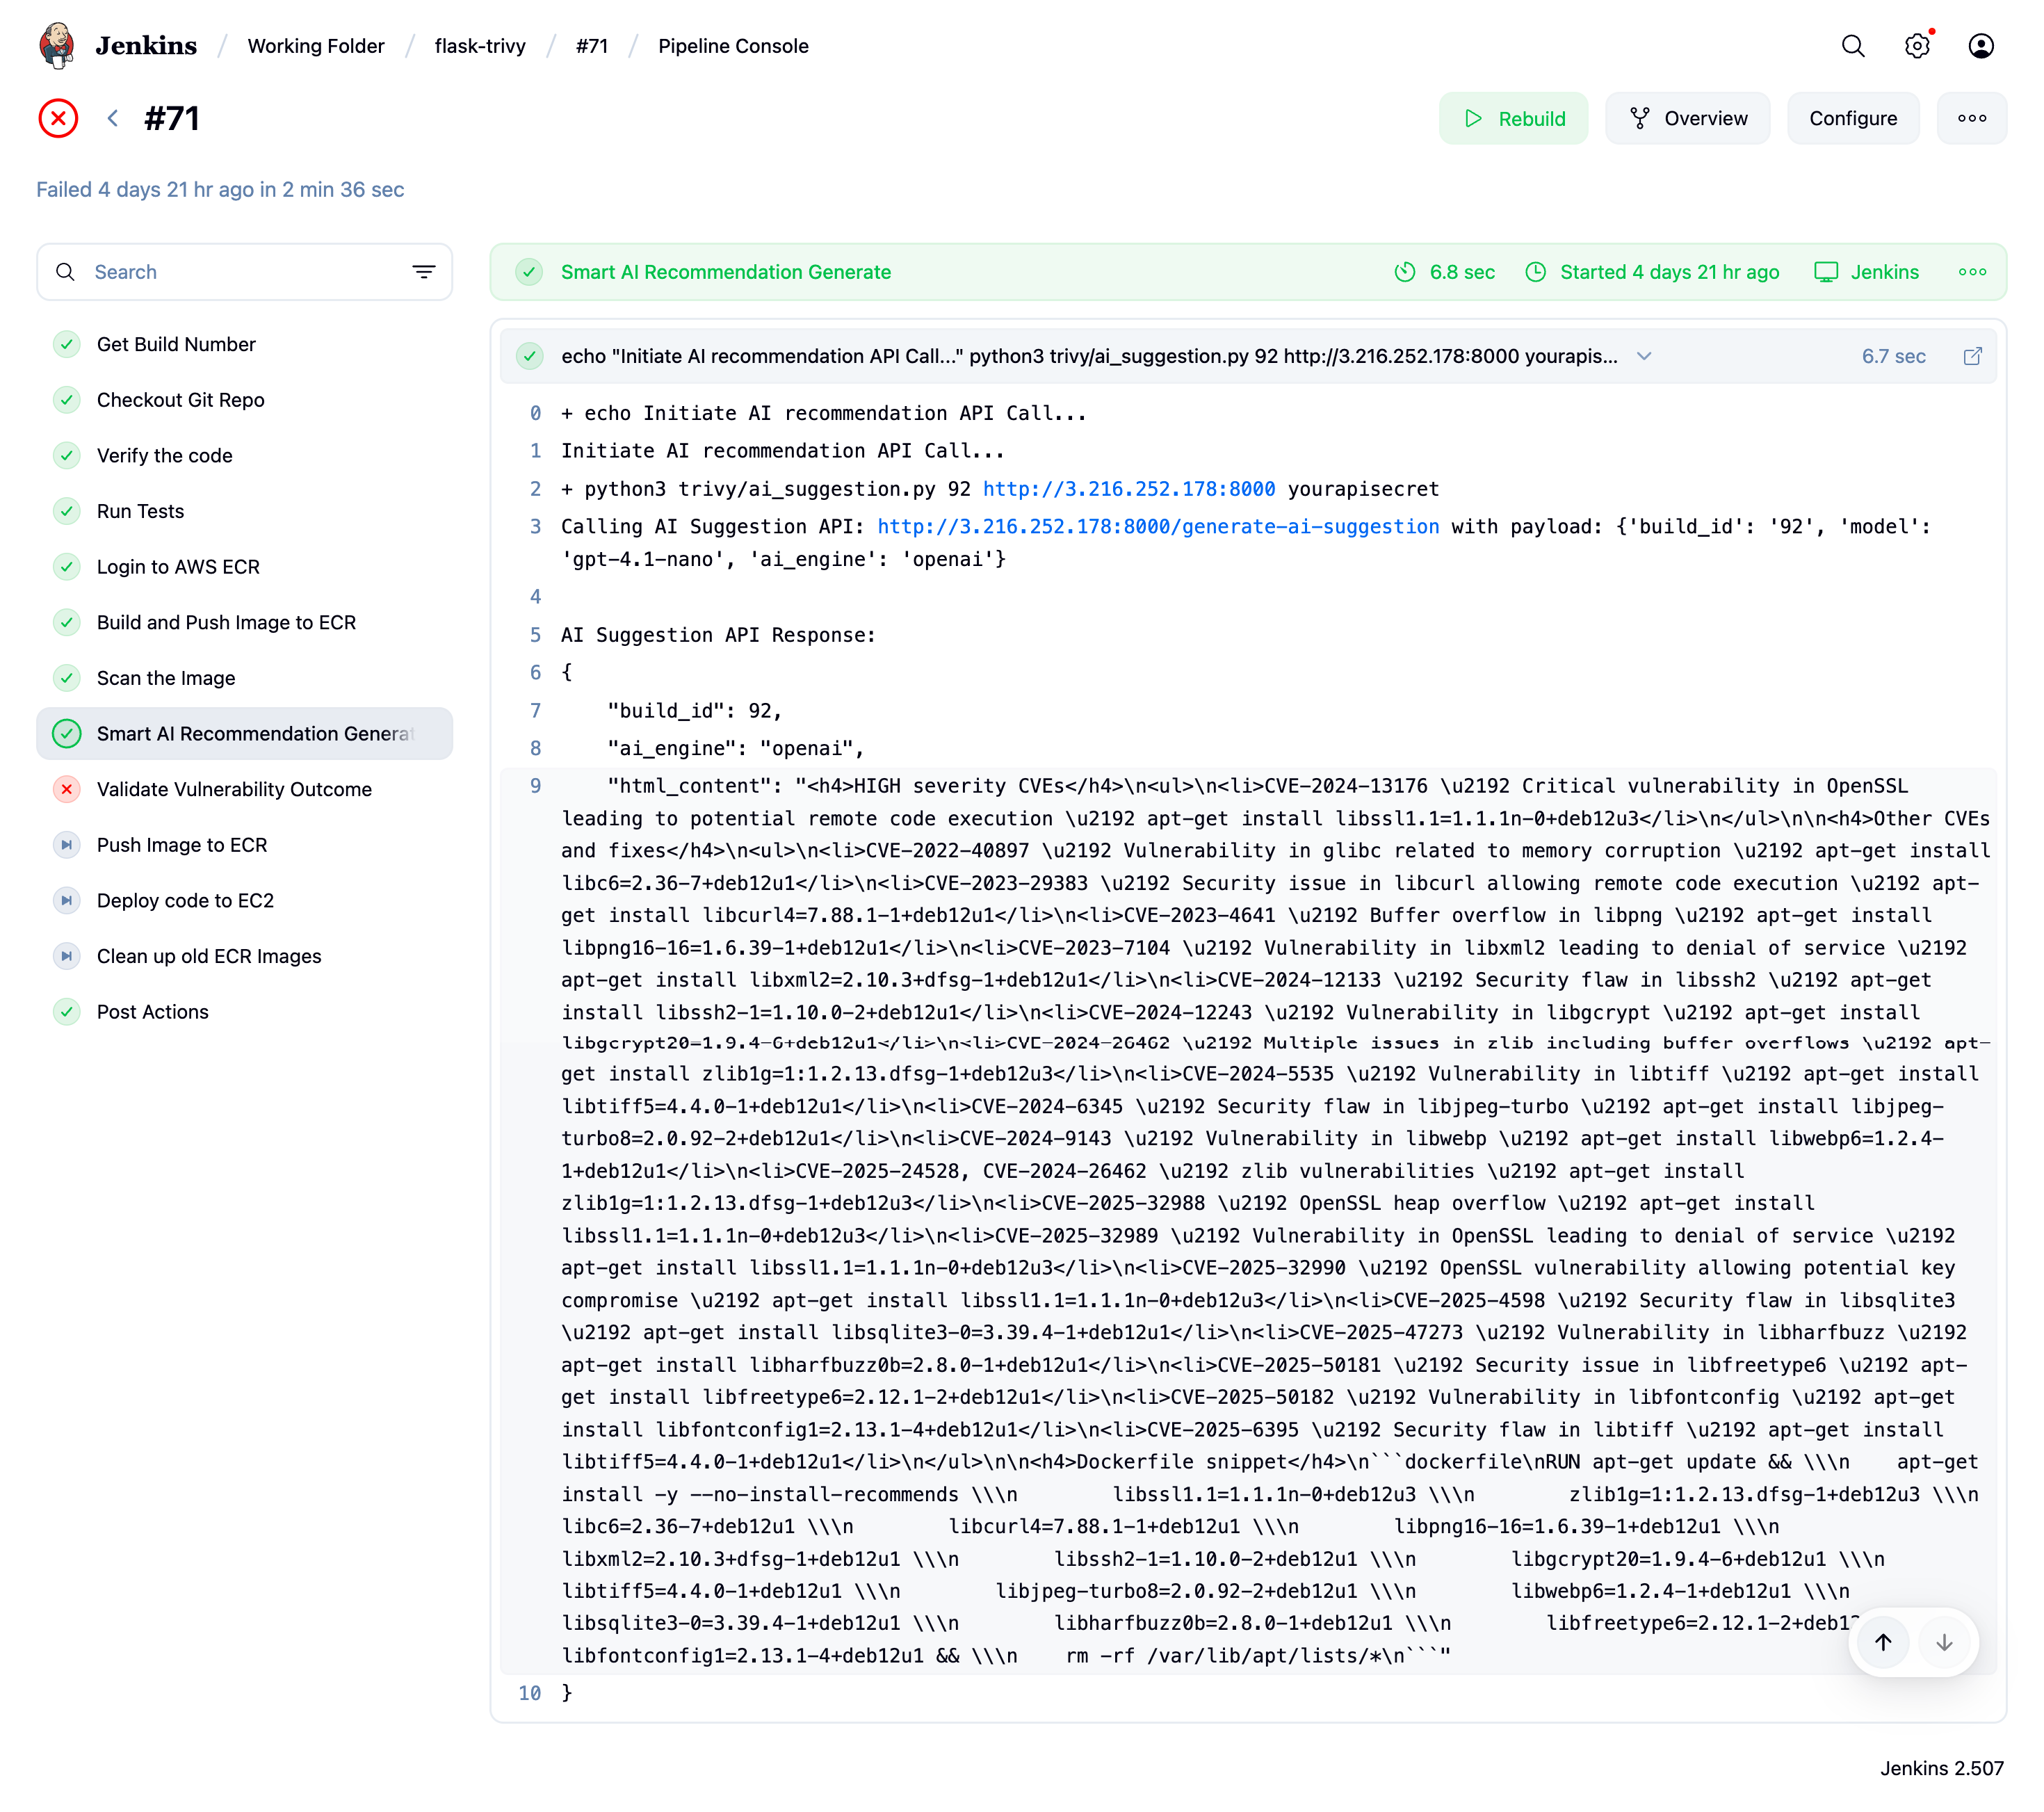 Jenkins / Working Folder / flask-trivy / #71 / Pipeline Console
#71
Rebuild
Overview
Configure
Failed 4 days 21 hr ago in 2 min 36 sec
Search
Get Build Number
Checkout Git Repo
Verify the code
Run Tests
Login to AWS ECR
Build and Push Image to ECR
Scan the Image
Smart AI Recommendation Generat
Validate Vulnerability Outcome
Push Image to ECR
Deploy code to EC2
Clean up old ECR Images
Post Actions
Smart AI Recommendation Generate
6.8 sec
Started 4 days 21 hr ago
Jenkins
echo "Initiate AI recommendation API Call..." python3 trivy/ai_suggestion.py 92 http://3.216.252.178:8000 yourapis...
6.7 sec
0 + echo Initiate AI recommendation API Call...
1 Initiate AI recommendation API Call...
2 + python3 trivy/ai_suggestion.py 92 http://3.216.252.178:8000 yourapisecret
3 Calling AI Suggestion API: http://3.216.252.178:8000/generate-ai-suggestion with payload: {'build_id': '92', 'model':
'gpt-4.1-nano', 'ai_engine': 'openai'}
4
5 AI Suggestion API Response:
6 {
7 "build_id": 92,
8 "ai_engine": "openai",
9 "html_content": "<h4>HIGH severity CVEs</h4>\n<ul>\n<li>CVE-2024-13176 \u2192 Critical vulnerability in OpenSSL
leading to potential remote code execution \u2192 apt-get install libssl1.1=1.1.1n-0+deb12u3</li>\n</ul>\n\n<h4>Other CVEs
and fixes</h4>\n<ul>\n<li>CVE-2022-40897 \u2192 Vulnerability in glibc related to memory corruption \u2192 apt-get install
libc6=2.36-7+deb12u1</li>\n<li>CVE-2023-29383 \u2192 Security issue in libcurl allowing remote code execution \u2192 apt-
get install libcurl4=7.88.1-1+deb12u1</li>\n<li>CVE-2023-4641 \u2192 Buffer overflow in libpng \u2192 apt-get install
libpng16-16=1.6.39-1+deb12u1</li>\n<li>CVE-2023-7104 \u2192 Vulnerability in libxml2 leading to denial of service \u2192
apt-get install libxml2=2.10.3+dfsg-1+deb12u1</li>\n<li>CVE-2024-12133 \u2192 Security flaw in libssh2 \u2192 apt-get
install libssh2-1=1.10.0-2+deb12u1</li>\n<li>CVE-2024-12243 \u2192 Vulnerability in libgcrypt \u2192 apt-get install
libgcrypt20=1.9.4-6+deb12u1</li>\n<li>CVE-2024-26462 \u2192 Multiple issues in zlib including buffer overflows \u2192 apt-
get install zlib1g=1:1.2.13.dfsg-1+deb12u3</li>\n<li>CVE-2024-5535 \u2192 Vulnerability in libtiff \u2192 apt-get install
libtiff5=4.4.0-1+deb12u1</li>\n<li>CVE-2024-6345 \u2192 Security flaw in libjpeg-turbo \u2192 apt-get install libjpeg-
turbo8=2.0.92-2+deb12u1</li>\n<li>CVE-2024-9143 \u2192 Vulnerability in libwebp \u2192 apt-get install libwebp6=1.2.4-
1+deb12u1</li>\n<li>CVE-2025-24528, CVE-2024-26462 \u2192 zlib vulnerabilities \u2192 apt-get install
zlib1g=1:1.2.13.dfsg-1+deb12u3</li>\n<li>CVE-2025-32988 \u2192 OpenSSL heap overflow \u2192 apt-get install
libssl1.1=1.1.1n-0+deb12u3</li>\n<li>CVE-2025-32989 \u2192 Vulnerability in OpenSSL leading to denial of service \u2192
apt-get install libssl1.1=1.1.1n-0+deb12u3</li>\n<li>CVE-2025-32990 \u2192 OpenSSL vulnerability allowing potential key
compromise \u2192 apt-get install libssl1.1=1.1.1n-0+deb12u3</li>\n<li>CVE-2025-4598 \u2192 Security flaw in libsqlite3
\u2192 apt-get install libsqlite3-0=3.39.4-1+deb12u1</li>\n<li>CVE-2025-47273 \u2192 Vulnerability in libharfbuzz \u2192
apt-get install libharfbuzz0b=2.8.0-1+deb12u1</li>\n<li>CVE-2025-50181 \u2192 Security issue in libfreetype6 \u2192 apt-
get install libfreetype6=2.12.1-2+deb12u1</li>\n<li>CVE-2025-50182 \u2192 Vulnerability in libfontconfig \u2192 apt-get
install libfontconfig1=2.13.1-4+deb12u1</li>\n<li>CVE-2025-6395 \u2192 Security flaw in libtiff \u2192 apt-get install
libtiff5=4.4.0-1+deb12u1</li>\n</ul>\n\n<h4>Dockerfile snippet</h4>\n```dockerfile\nRUN apt-get update && \\\n    apt-get
install -y --no-install-recommends \\\n        libssl1.1=1.1.1n-0+deb12u3 \\\n        zlib1g=1:1.2.13.dfsg-1+deb12u3 \\\n
libc6=2.36-7+deb12u1 \\\n        libcurl4=7.88.1-1+deb12u1 \\\n        libpng16-16=1.6.39-1+deb12u1 \\\n
libxml2=2.10.3+dfsg-1+deb12u1 \\\n        libssh2-1=1.10.0-2+deb12u1 \\\n        libgcrypt20=1.9.4-6+deb12u1 \\\n
libtiff5=4.4.0-1+deb12u1 \\\n        libjpeg-turbo8=2.0.92-2+deb12u1 \\\n        libwebp6=1.2.4-1+deb12u1 \\\n
libsqlite3-0=3.39.4-1+deb12u1 \\\n        libharfbuzz0b=2.8.0-1+deb12u1 \\\n        libfreetype6=2.12.1-2+deb12
libfontconfig1=2.13.1-4+deb12u1 && \\\n    rm -rf /var/lib/apt/lists/*\n```"
10 }
Jenkins 2.507